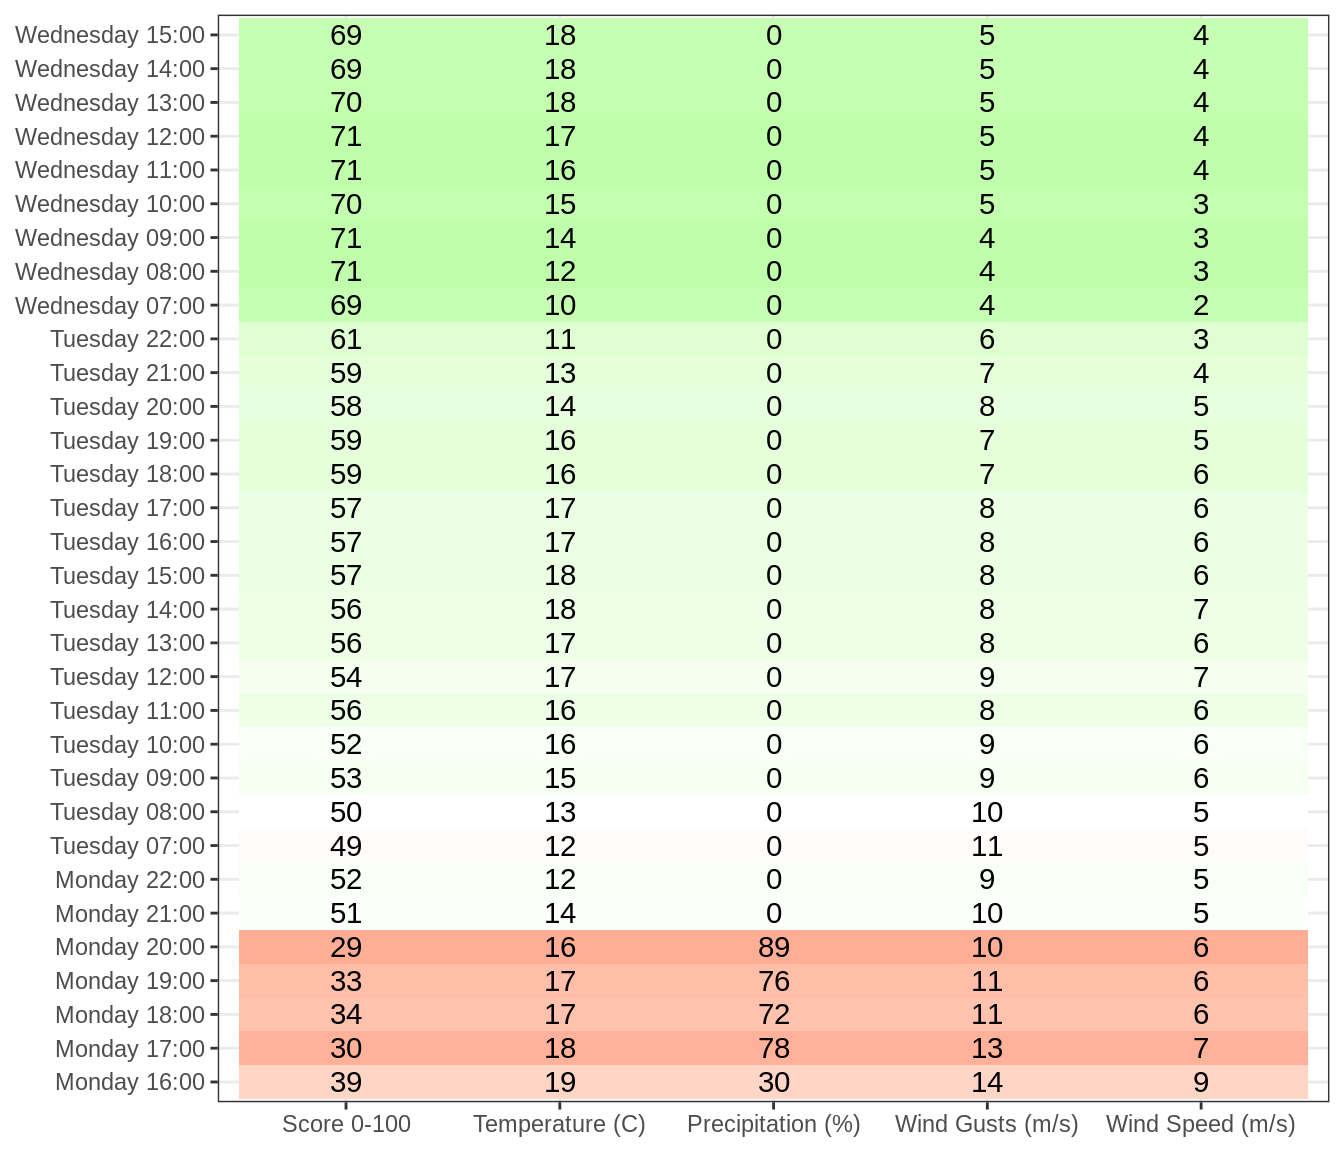 Wednesday 15:00 69 18 0 5 4
Wednesday 14:00 69 18 0 5 4
Wednesday 13:00 70 18 0 5 4
Wednesday 12:00 71 17 0 5 4
Wednesday 11:00 71 16 0 5 4
Wednesday 10:00 70 15 0 5 3
Wednesday 09:00 71 14 0 4 3
Wednesday 08:00 71 12 0 4 3
Wednesday 07:00 69 10 0 4 2
Tuesday 22:00 61 11 0 6 3
Tuesday 21:00 59 13 0 7 4
Tuesday 20:00 58 14 0 8 5
Tuesday 19:00 59 16 0 7 5
Tuesday 18:00 59 16 0 7 6
Tuesday 17:00 57 17 0 8 6
Tuesday 16:00 57 17 0 8 6
Tuesday 15:00 57 18 0 8 6
Tuesday 14:00 56 18 0 8 7
Tuesday 13:00 56 17 0 8 6
Tuesday 12:00 54 17 0 9 7
Tuesday 11:00 56 16 0 8 6
Tuesday 10:00 52 16 0 9 6
Tuesday 09:00 53 15 0 9 6
Tuesday 08:00 50 13 0 10 5
Tuesday 07:00 49 12 0 11 5
Monday 22:00 52 12 0 9 5
Monday 21:00 51 14 0 10 5
Monday 20:00 29 16 89 10 6
Monday 19:00 33 17 76 11 6
Monday 18:00 34 17 72 11 6
Monday 17:00 30 18 78 13 7
Monday 16:00 39 19 30 14 9
Score 0-100 Temperature (C) Precipitation (%) Wind Gusts (m/s) Wind Speed (m/s)